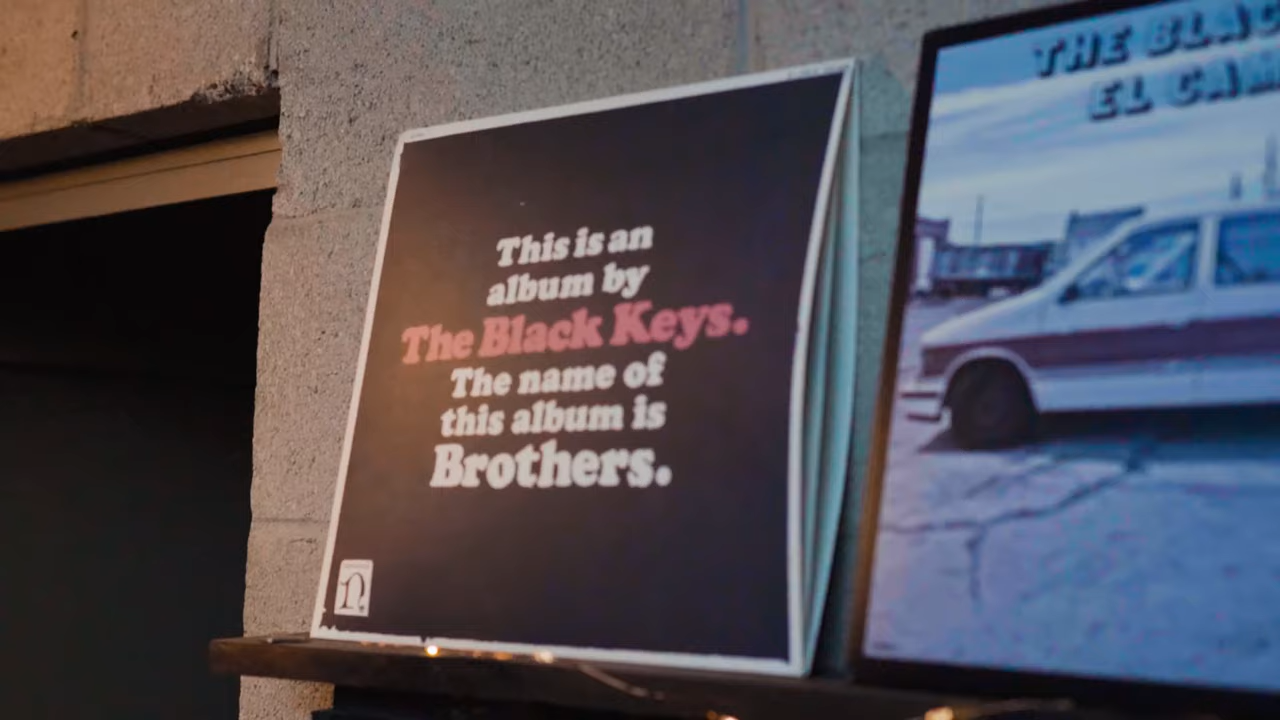 This is an
album by
The Black Keys.
The name of
this album is
Brothers.
n.
THE BLAC
EL CAM